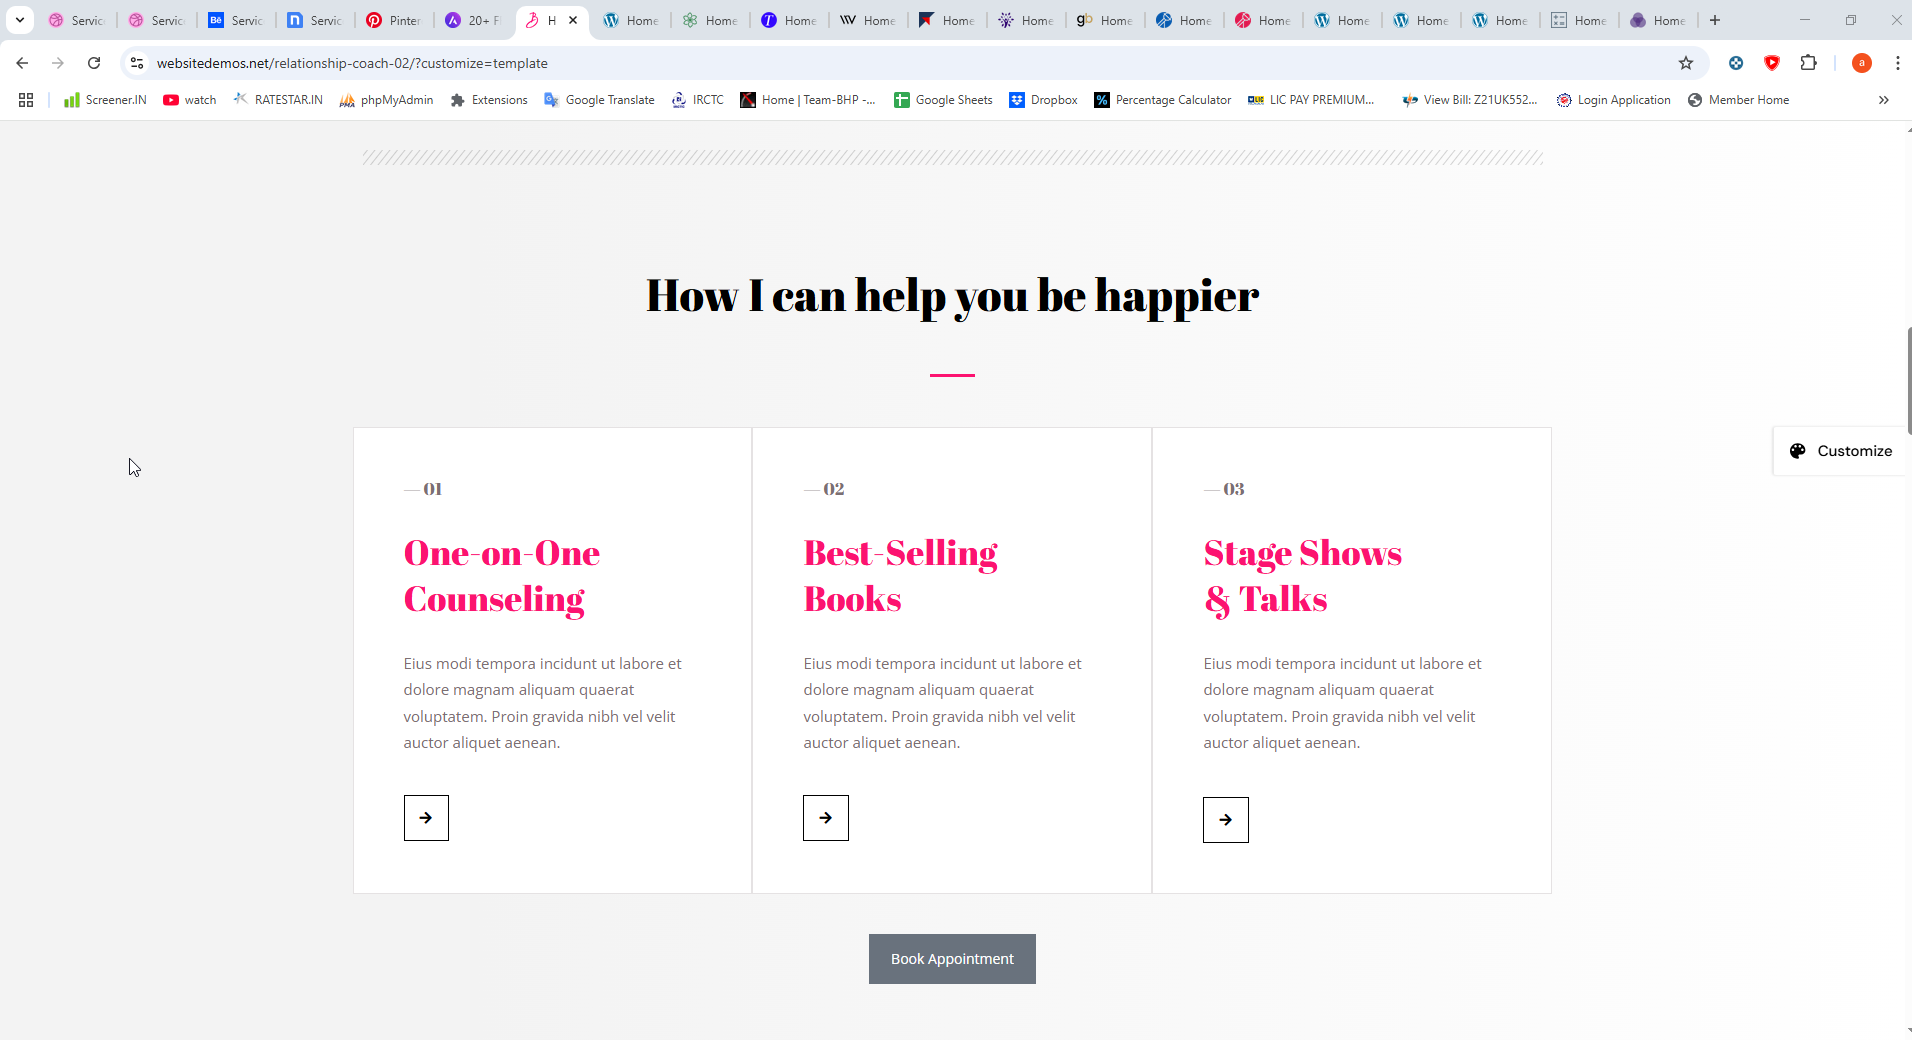 Servic
Servic
Servic
Servic
Pinter
20+ F
H
Home
Home
Home
Home
Home
Home
Home
Home
Home
Home
Home
Home
Home
Home
websitedemos.net/relationship-coach-02/?customize=template
a
Screener.IN
watch
RATESTAR.IN
phpMyAdmin
Extensions
Google Translate
IRCTC
Home | Team-BHP -...
Google Sheets
Dropbox
Percentage Calculator
LIC PAY PREMIUM...
View Bill: Z21UK552...
Login Application
Member Home
How I can help you be happier
Customize
— 01
One-on-One
Counseling
Eius modi tempora incidunt ut labore et
dolore magnam aliquam quaerat
voluptatem. Proin gravida nibh vel velit
auctor aliquet aenean.
— 02
Best-Selling
Books
Eius modi tempora incidunt ut labore et
dolore magnam aliquam quaerat
voluptatem. Proin gravida nibh vel velit
auctor aliquet aenean.
— 03
Stage Shows
& Talks
Eius modi tempora incidunt ut labore et
dolore magnam aliquam quaerat
voluptatem. Proin gravida nibh vel velit
auctor aliquet aenean.
Book Appointment